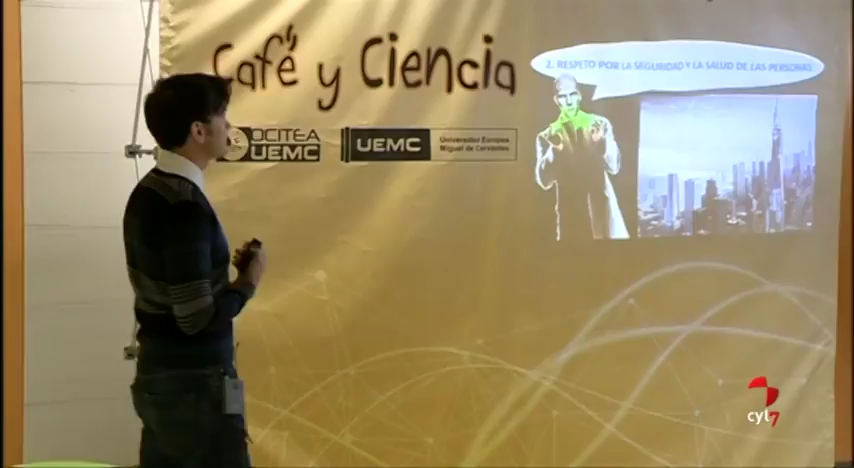 Café y Ciencia
2. RESPETO POR LA SEGURIDAD Y LA SALUD DE LAS PERSONAS
OCITEA
UEMC
UEMC
Universidad Europea
Miguel de Cervantes
cyl7